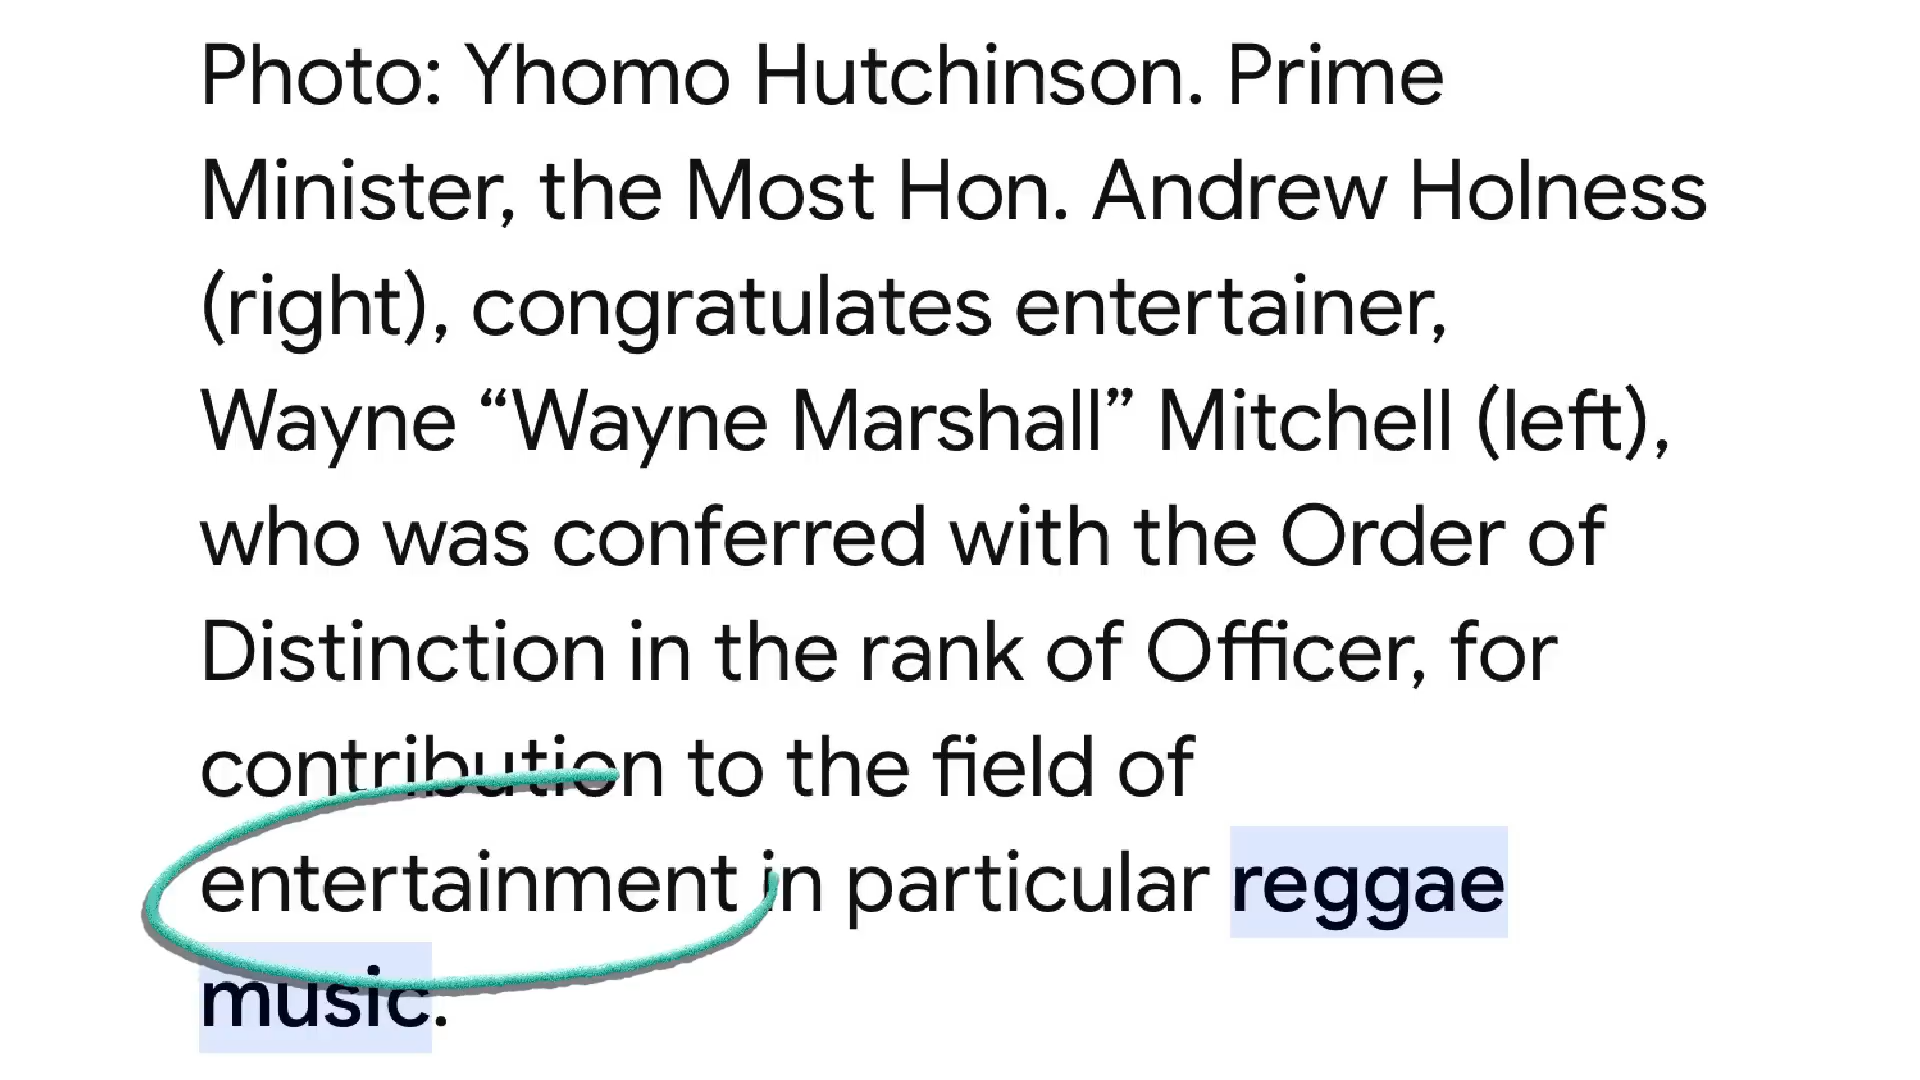 Photo: Yhomo Hutchinson. Prime
Minister, the Most Hon. Andrew Holness
(right), congratulates entertainer,
Wayne “Wayne Marshall” Mitchell (left),
who was conferred with the Order of
Distinction in the rank of Officer, for
contribution to the field of
entertainment in particular reggae
music.